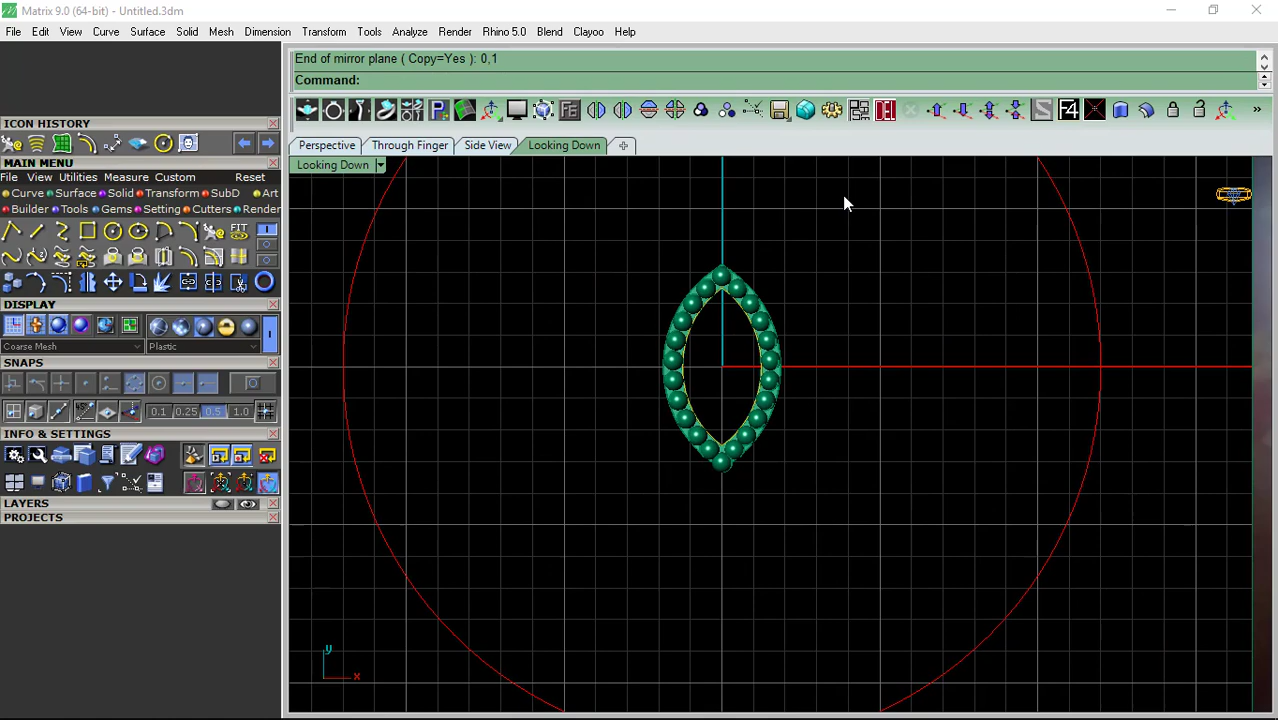 Matrix 9.0 (64-bit) - Untitled.3dm
File Edit View Curve Surface Solid Mesh Dimension Transform Tools Analyze Render Rhino 5.0 Blend Clayoo Help
End of mirror plane ( Copy=Yes ): 0,1
Command:
F4
Perspective Through Finger Side View Looking Down
Looking Down
ICON HISTORY
MAIN MENU
File View Utilities Measure Custom Reset
Curve Surface Solid Transform SubD Art
Builder Tools Gems Setting Cutters Render
FIT
DISPLAY
Coarse Mesh Plastic
SNAPS
0.1 0.25 0.5 1.0
INFO & SETTINGS
LAYERS
PROJECTS
y
x